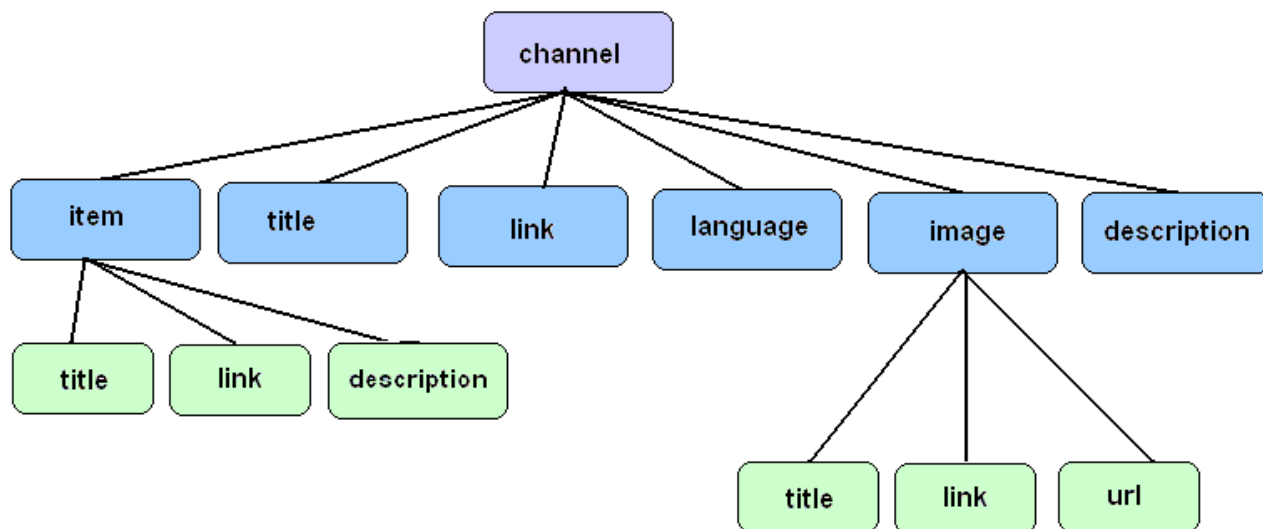 channel
item
title
link
language
image
description
title
link
description
title
link
url